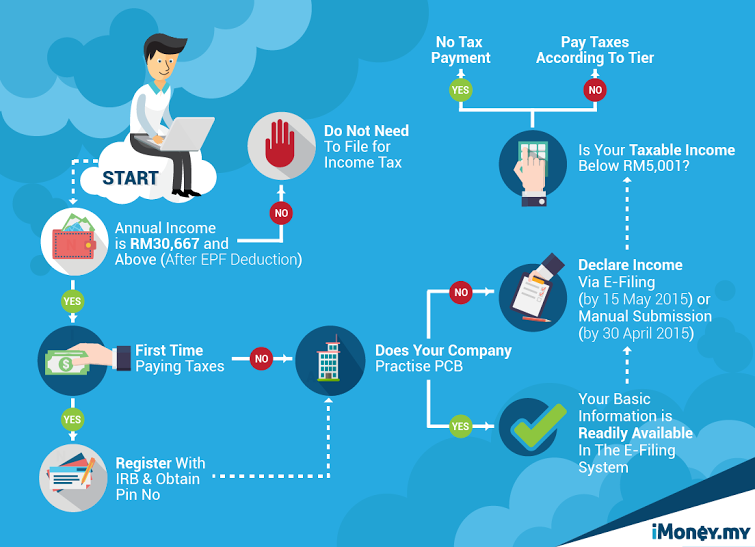 START
Annual Income
is RM30,667 and
Above (After EPF Deduction)
NO
Do Not Need
To File for
Income Tax
YES
First Time
Paying Taxes
NO
YES
Register With
IRB & Obtain
Pin No
Does Your Company
Practise PCB
NO
YES
Your Basic
Information is
Readily Available
In The E-Filing
System
Declare Income
Via E-Filing
(by 15 May 2015) or
Manual Submission
(by 30 April 2015)
Is Your Taxable Income
Below RM5,001?
YES
NO
No Tax
Payment
Pay Taxes
According To Tier
iMoney.my